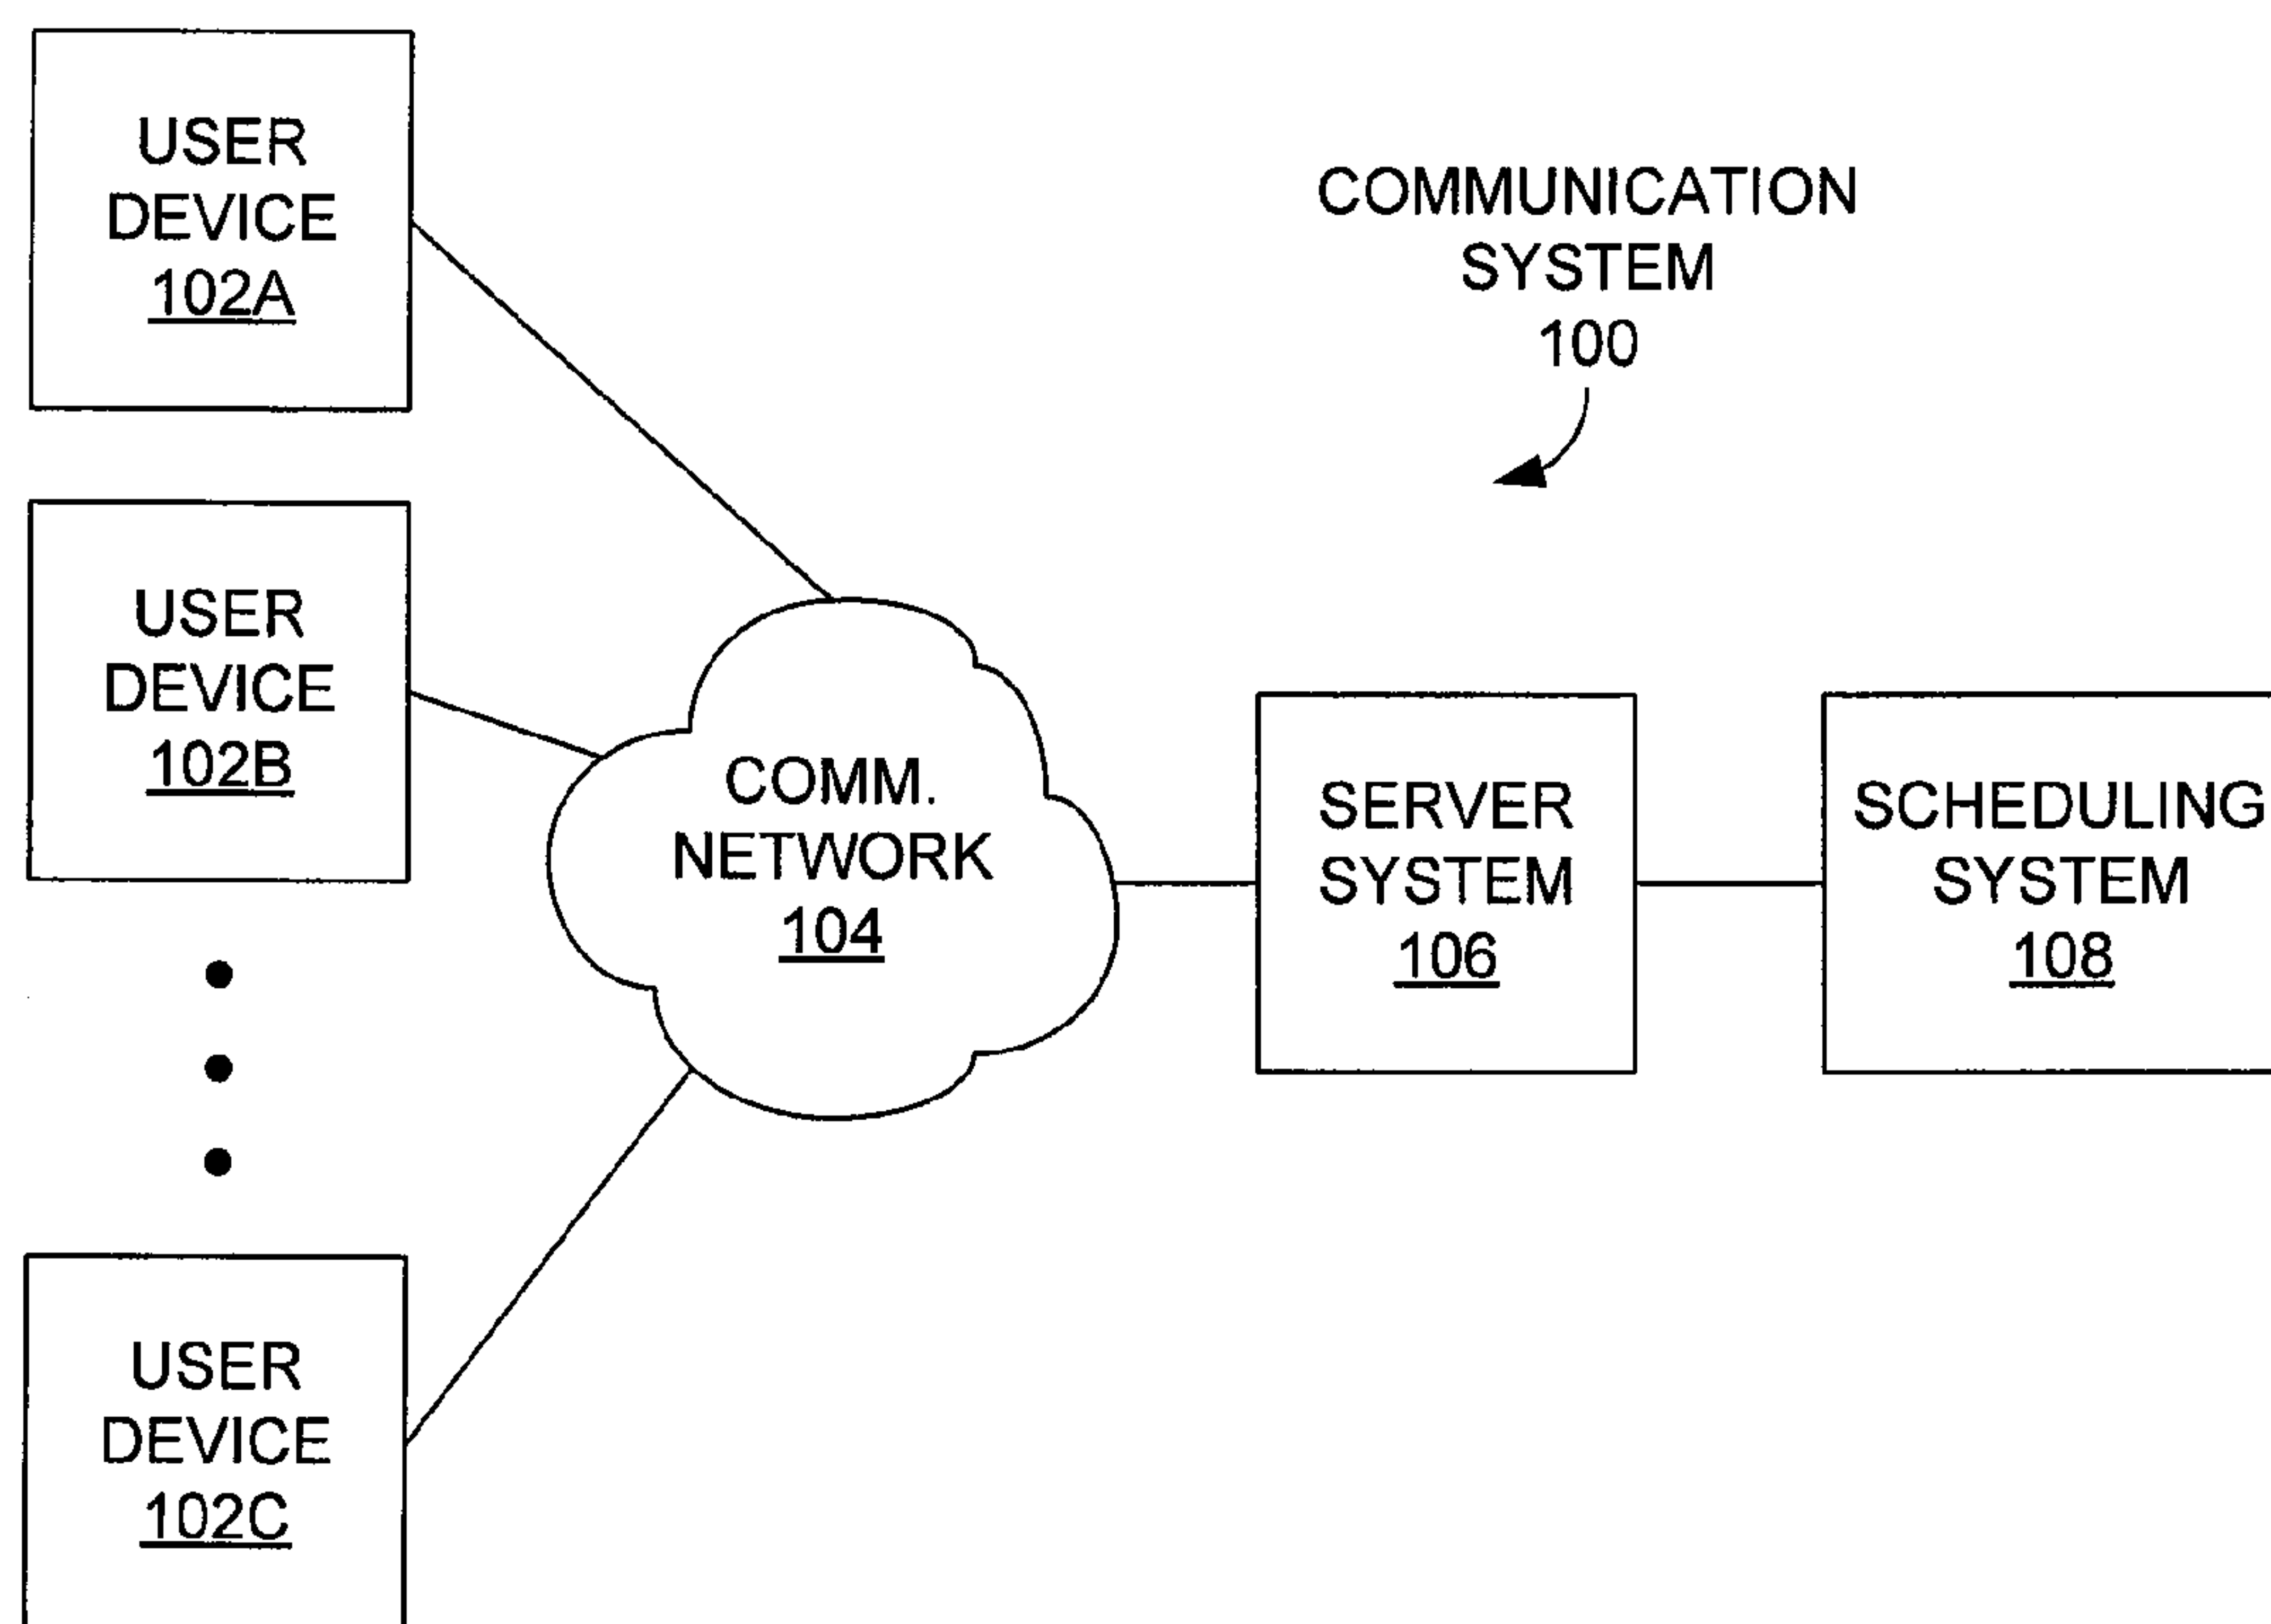 USER
DEVICE
102A
COMMUNICATION
SYSTEM
100
USER
DEVICE
102B
COMM.
NETWORK
104
SERVER
SYSTEM
106
SCHEDULING
SYSTEM
108
USER
DEVICE
102C